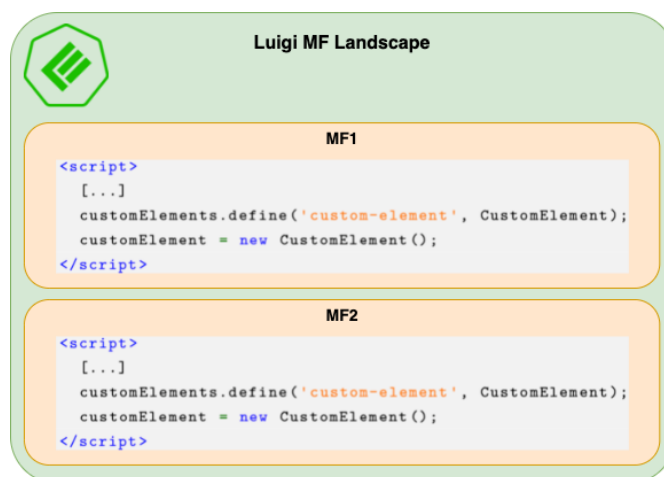 Luigi MF Landscape
MF1
<script>
[...]
customElements.define('custom-element', CustomElement);
customElement = new CustomElement();
</script>
MF2
<script>
[...]
customElements.define('custom-element', CustomElement);
customElement = new CustomElement();
</script>